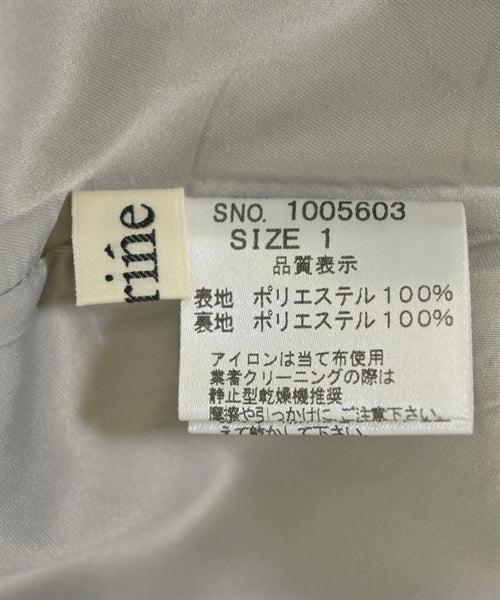 rine
SNO. 1005603
SIZE 1
品質表示
表地 ポリエステル100%
裏地 ポリエステル100%
アイロンは当て布使用
業者クリーニングの際は
静止型乾燥機推奨
摩擦や引っかけに、ご注意下さい。